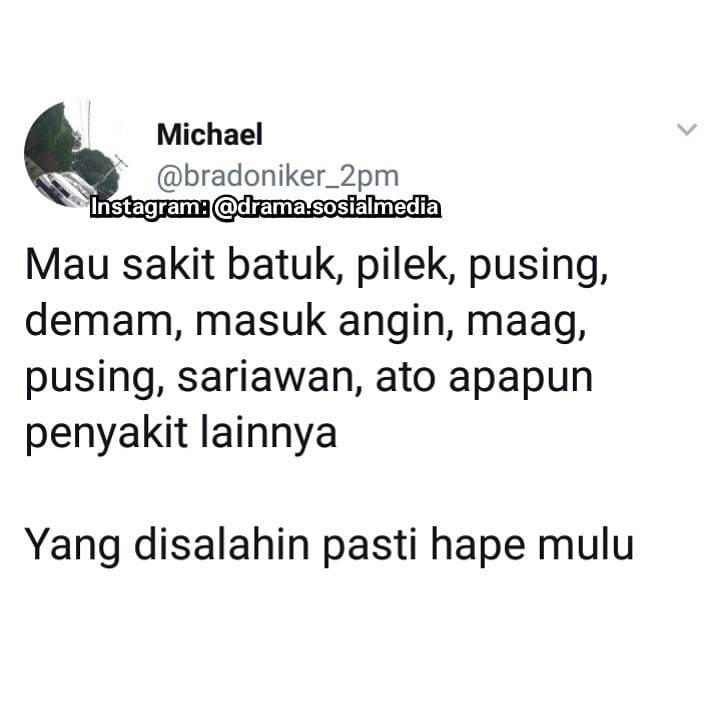 Michael
@bradoniker_2pm
Instagram: @drama.sosialmedia
Mau sakit batuk, pilek, pusing,
demam, masuk angin, maag,
pusing, sariawan, ato apapun
penyakit lainnya
Yang disalahin pasti hape mulu